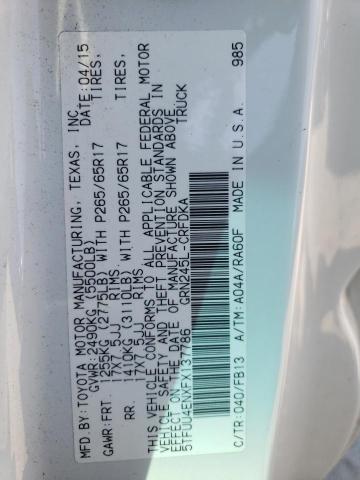 MFD BY:TOYOTA MOTOR MANUFACTURING, TEXAS, INC. DATE:04/15
GVWR:2490KG (5500LB)
GAWR:FRT. 1255KG (2775LB) WITH P265/65R17 TIRES,
17X7.5JJ RIMS
RR. 1410KG (3110LB) WITH P265/65R17 TIRES,
17X7.5JJ RIMS
THIS VEHICLE CONFORMS TO ALL APPLICABLE FEDERAL MOTOR
VEHICLE SAFETY AND THEFT PREVENTION STANDARDS IN
EFFECT ON THE DATE OF MANUFACTURE SHOWN ABOVE.
5TFUU4ENXFX137786 TRUCK
GRN245L-CRFDKA
C/TR:040/FB13 A/TM:A04A/RA60F MADE IN U.S.A. 985